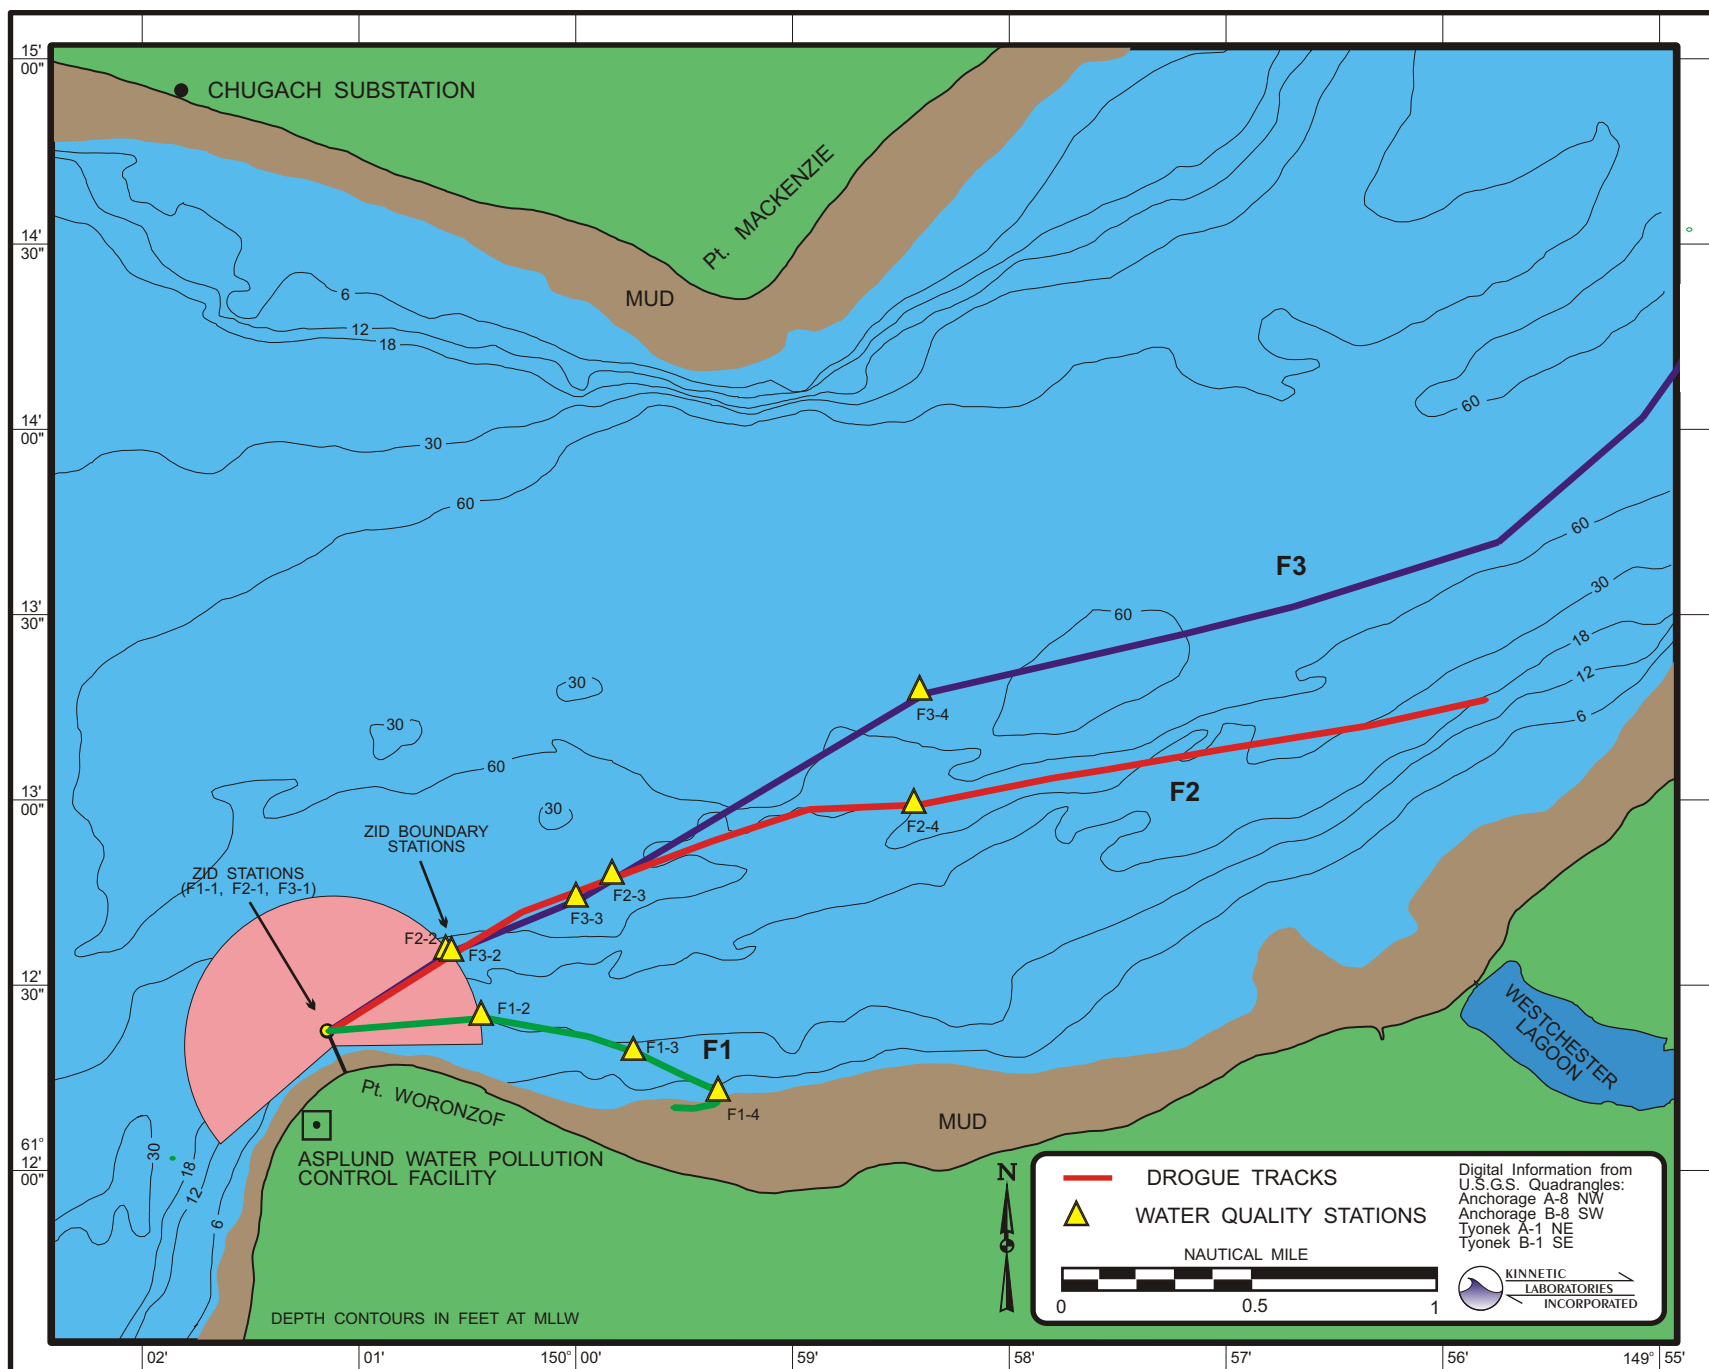 15'
00"
CHUGACH SUBSTATION
Pt. MACKENZIE
14'
30"
MUD
6
12
18
14'
00"
30
60
60
60
F3
13'
30"
60
30
18
12
6
30
F3-4
30
60
F2
13'
00"
30
F2-4
ZID BOUNDARY
STATIONS
ZID STATIONS
(F1-1, F2-1, F3-1)
F2-3
F3-3
F2-2
F3-2
12'
30"
F1-2
F1-3
F1
WESTCHESTER
LAGOON
Pt. WORONZOF
F1-4
MUD
61°
12'
00"
30
18
12
6
ASPLUND WATER POLLUTION
CONTROL FACILITY
N
DROGUE TRACKS
WATER QUALITY STATIONS
NAUTICAL MILE
0 0.5 1
Digital Information from
U.S.G.S. Quadrangles:
Anchorage A-8 NW
Anchorage B-8 SW
Tyonek A-1 NE
Tyonek B-1 SE
KINNETIC
LABORATORIES
INCORPORATED
DEPTH CONTOURS IN FEET AT MLLW
02' 01' 150° 00' 59' 58' 57' 56' 149° 55'